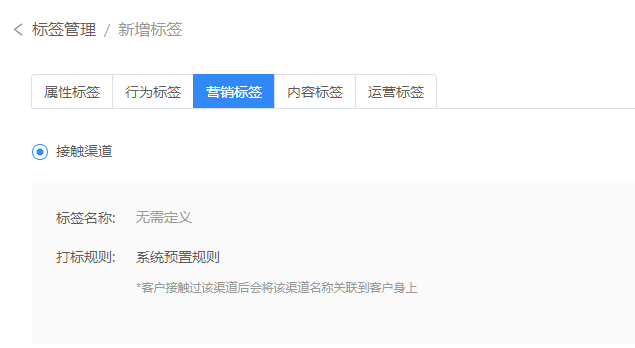 标签管理 / 新增标签
属性标签 行为标签 营销标签 内容标签 运营标签
接触渠道
标签名称: 无需定义
打标规则: 系统预置规则
*客户接触过该渠道后会将该渠道名称关联到客户身上